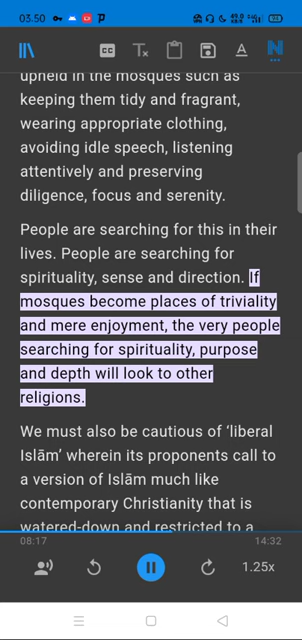 03.50
upheld in the mosques such as
keeping them tidy and fragrant,
wearing appropriate clothing,
avoiding idle speech, listening
attentively and preserving
diligence, focus and serenity.
People are searching for this in their
lives. People are searching for
spirituality, sense and direction. If
mosques become places of triviality
and mere enjoyment, the very people
searching for spirituality, purpose
and depth will look to other
religions.
We must also be cautious of ‘liberal
Islām’ wherein its proponents call to
a version of Islām much like
contemporary Christianity that is
watered-down and restricted to a
08:17 14:32
1.25x